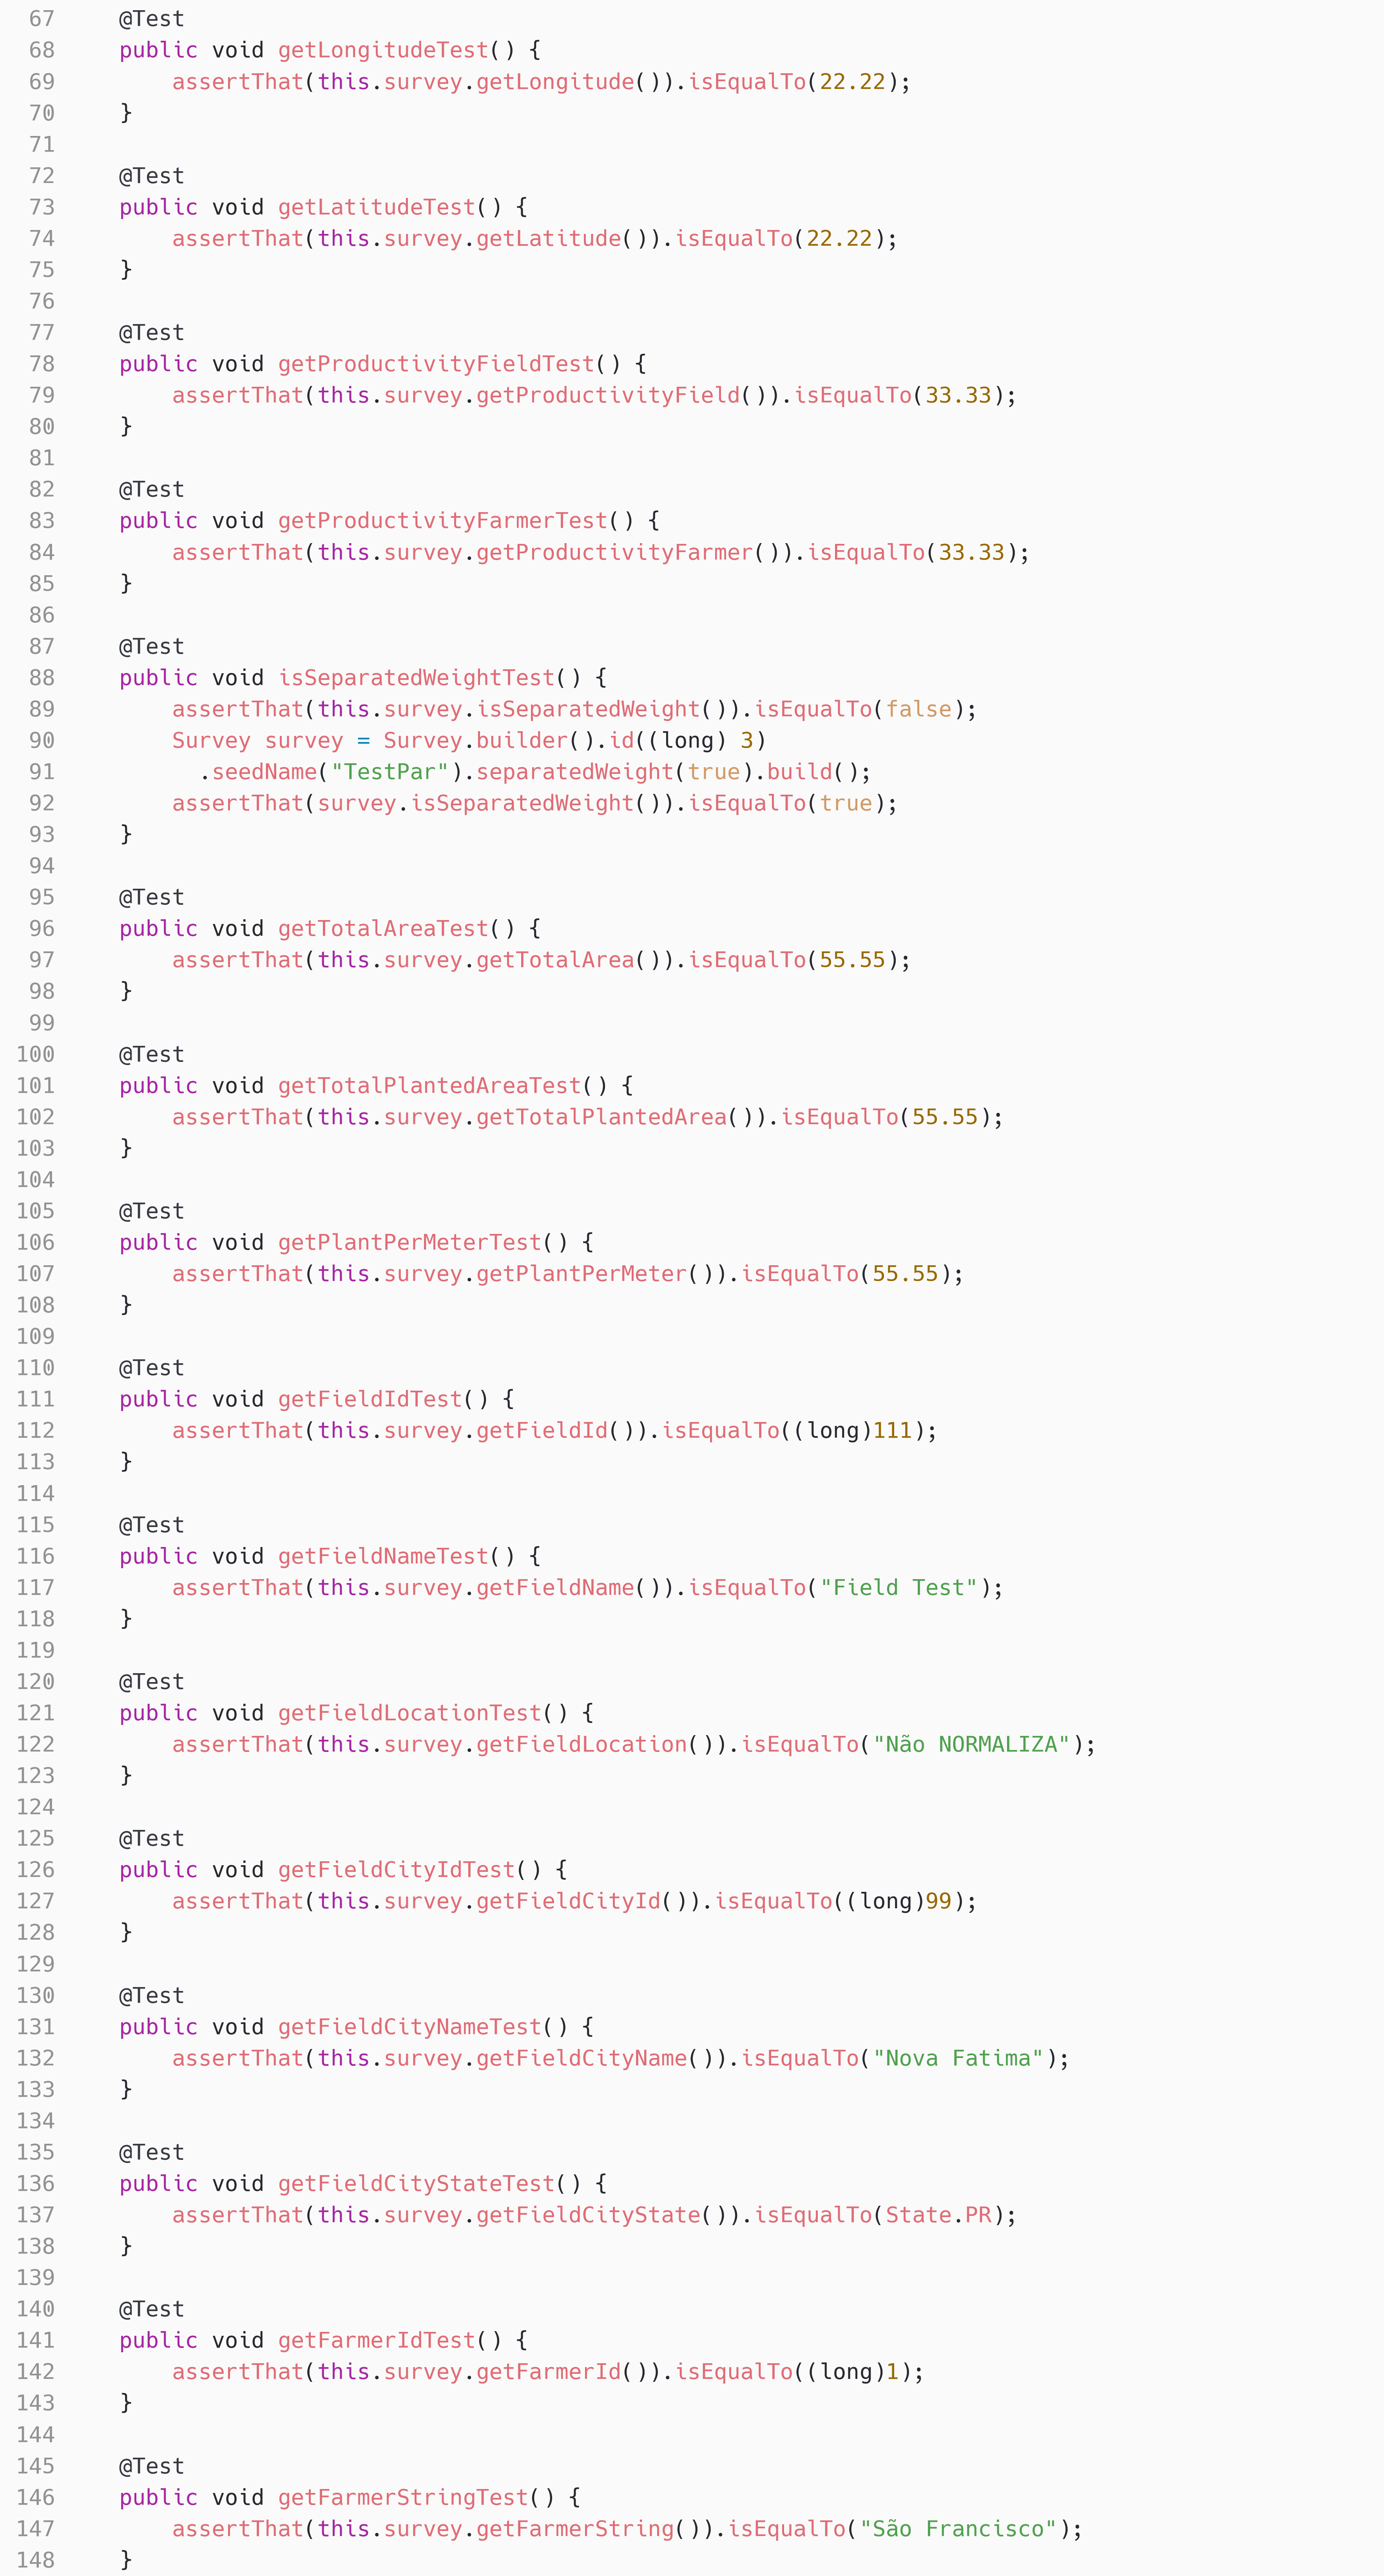 67 @Test
68 public void getLongitudeTest() {
69 assertThat(this.survey.getLongitude()).isEqualTo(22.22);
70 }
71
72 @Test
73 public void getLatitudeTest() {
74 assertThat(this.survey.getLatitude()).isEqualTo(22.22);
75 }
76
77 @Test
78 public void getProductivityFieldTest() {
79 assertThat(this.survey.getProductivityField()).isEqualTo(33.33);
80 }
81
82 @Test
83 public void getProductivityFarmerTest() {
84 assertThat(this.survey.getProductivityFarmer()).isEqualTo(33.33);
85 }
86
87 @Test
88 public void isSeparatedWeightTest() {
89 assertThat(this.survey.isSeparatedWeight()).isEqualTo(false);
90 Survey survey = Survey.builder().id((long) 3)
91 .seedName("TestPar").separatedWeight(true).build();
92 assertThat(survey.isSeparatedWeight()).isEqualTo(true);
93 }
94
95 @Test
96 public void getTotalAreaTest() {
97 assertThat(this.survey.getTotalArea()).isEqualTo(55.55);
98 }
99
100 @Test
101 public void getTotalPlantedAreaTest() {
102 assertThat(this.survey.getTotalPlantedArea()).isEqualTo(55.55);
103 }
104
105 @Test
106 public void getPlantPerMeterTest() {
107 assertThat(this.survey.getPlantPerMeter()).isEqualTo(55.55);
108 }
109
110 @Test
111 public void getFieldIdTest() {
112 assertThat(this.survey.getFieldId()).isEqualTo((long)111);
113 }
114
115 @Test
116 public void getFieldNameTest() {
117 assertThat(this.survey.getFieldName()).isEqualTo("Field Test");
118 }
119
120 @Test
121 public void getFieldLocationTest() {
122 assertThat(this.survey.getFieldLocation()).isEqualTo("Não NORMALIZA");
123 }
124
125 @Test
126 public void getFieldCityIdTest() {
127 assertThat(this.survey.getFieldCityId()).isEqualTo((long)99);
128 }
129
130 @Test
131 public void getFieldCityNameTest() {
132 assertThat(this.survey.getFieldCityName()).isEqualTo("Nova Fatima");
133 }
134
135 @Test
136 public void getFieldCityStateTest() {
137 assertThat(this.survey.getFieldCityState()).isEqualTo(State.PR);
138 }
139
140 @Test
141 public void getFarmerIdTest() {
142 assertThat(this.survey.getFarmerId()).isEqualTo((long)1);
143 }
144
145 @Test
146 public void getFarmerStringTest() {
147 assertThat(this.survey.getFarmerString()).isEqualTo("São Francisco");
148 }